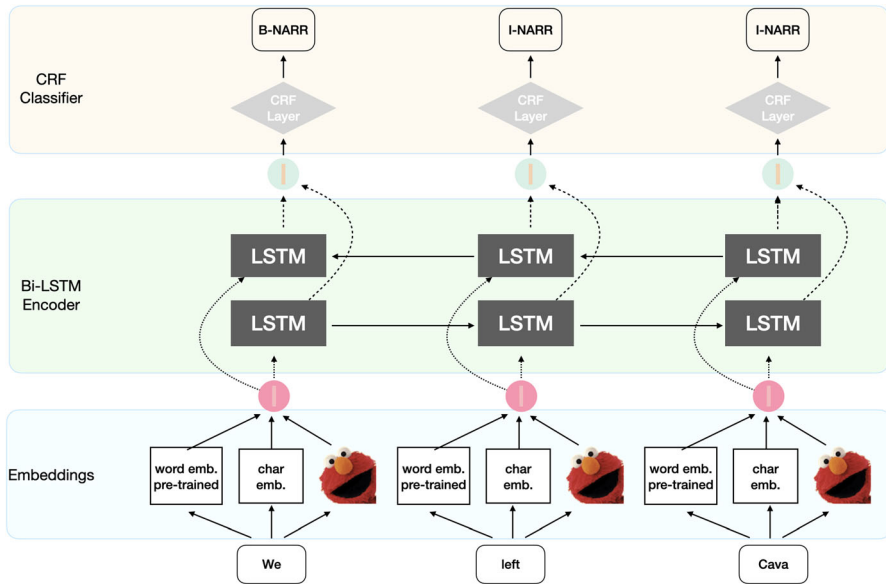 B-NARR
I-NARR
I-NARR
CRF
Classifier
CRF
Layer
CRF
Layer
CRF
Layer
LSTM
LSTM
LSTM
Bi-LSTM
Encoder
LSTM
LSTM
LSTM
Embeddings
word emb.
pre-trained
char
emb.
word emb.
pre-trained
char
emb.
word emb.
pre-trained
char
emb.
We
left
Cava